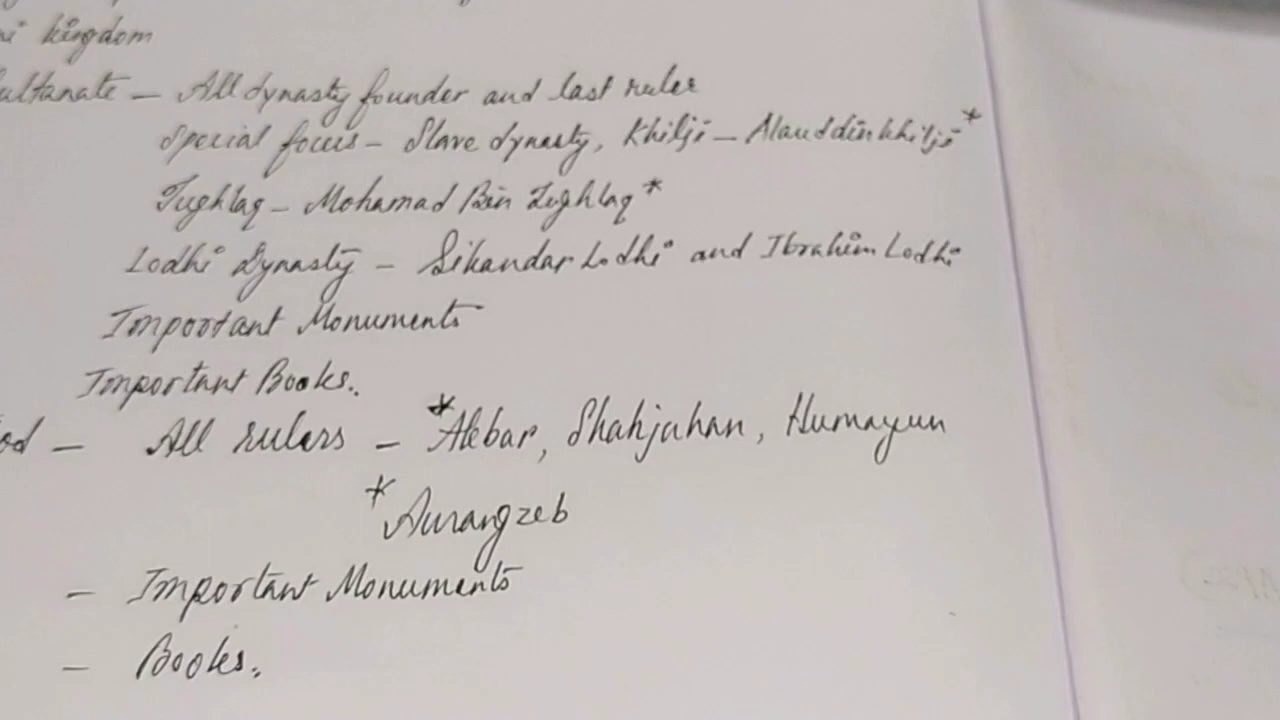 kingdom
ultanate - All dynasty founder and last ruler
Special focus - Slave dynasty, Khilji - Alauddin khilji*
Tughlaq - Mohamad Bin Tughlaq*
Lodhi Dynasty - Sikandar Lodhi and Ibrahim Lodhi
Important Monuments
Important Books.
od - All rulers - *Akbar, Shahjahan, Humayun
*Aurangzeb
- Important Monuments
- Books.